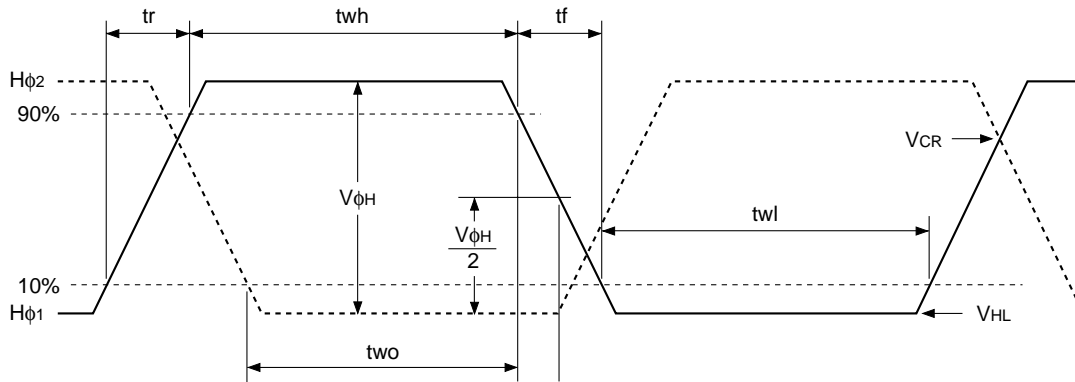 tr
twh
tf
Hϕ2
90%
VCR
VϕH
twl
VϕH
2
10%
Hϕ1
VHL
two